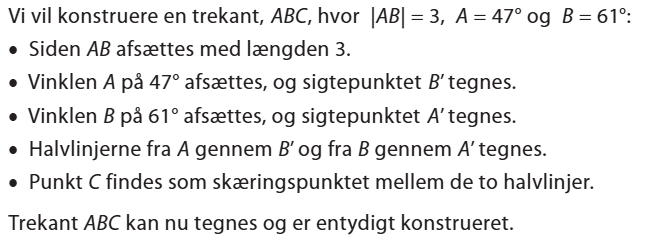 Vi vil konstruere en trekant, ABC, hvor |AB| = 3, A = 47° og B = 61°:
• Siden AB afsættes med længden 3.
• Vinklen A på 47° afsættes, og sigtepunktet B′ tegnes.
• Vinklen B på 61° afsættes, og sigtepunktet A′ tegnes.
• Halvlinjerne fra A gennem B′ og fra B gennem A′ tegnes.
• Punkt C findes som skæringspunktet mellem de to halvlinjer.
Trekant ABC kan nu tegnes og er entydigt konstrueret.